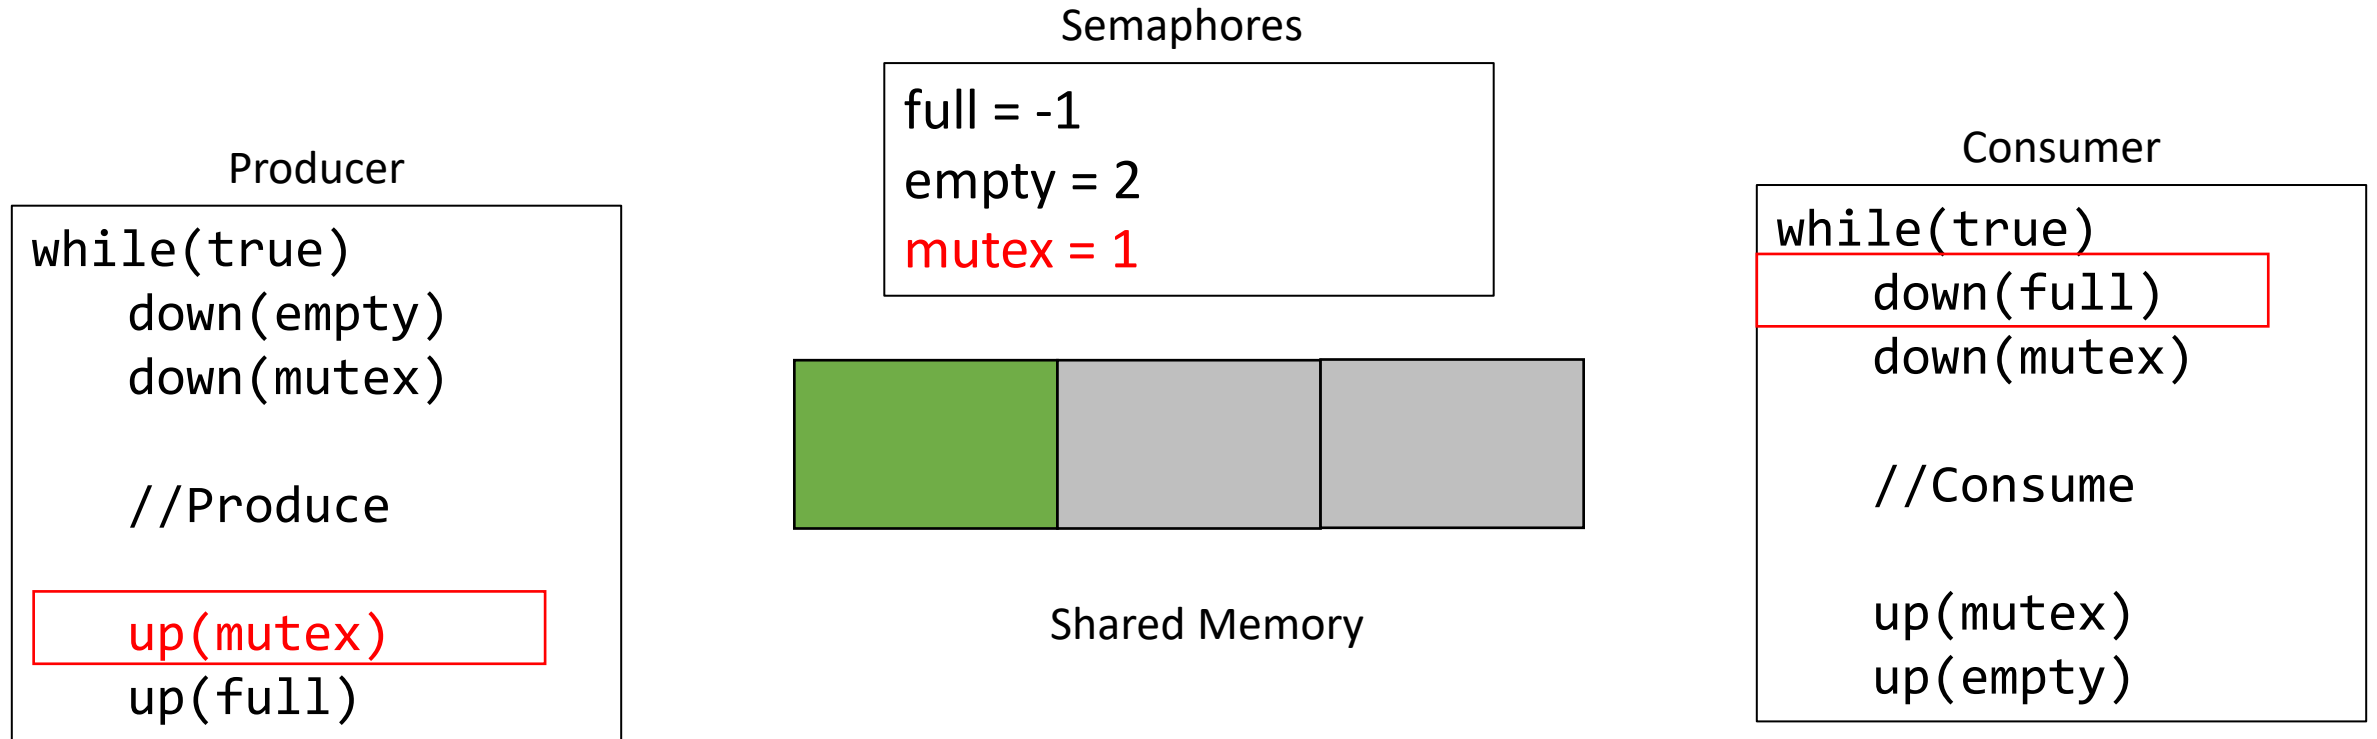 Semaphores
full = -1
empty = 2
mutex = 1
Producer
while(true)
down(empty)
down(mutex)
//Produce
up(mutex)
up(full)
Shared Memory
Consumer
while(true)
down(full)
down(mutex)
//Consume
up(mutex)
up(empty)